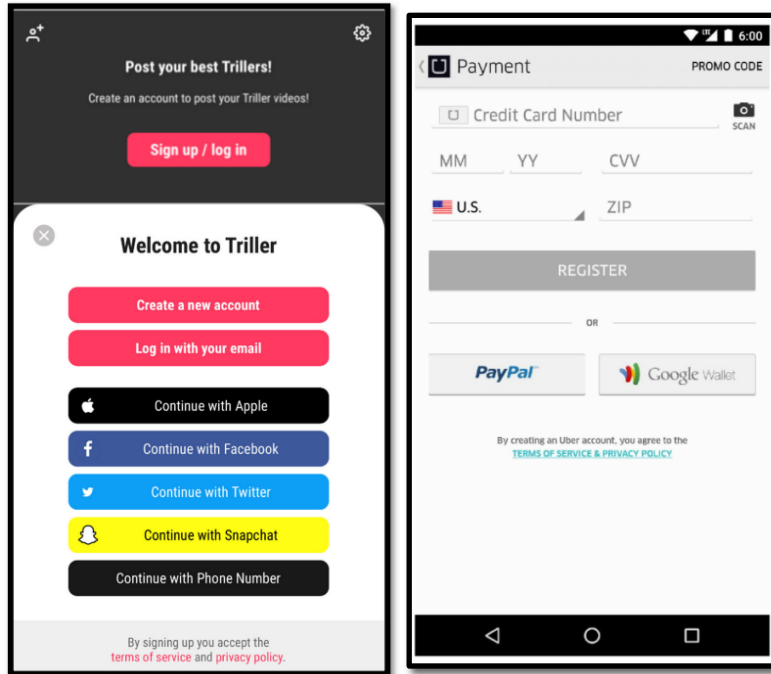 Post your best Trillers!
Create an account to post your Triller videos!
Sign up / log in
Welcome to Triller
Create a new account
Log in with your email
Continue with Apple
Continue with Facebook
Continue with Twitter
Continue with Snapchat
Continue with Phone Number
By signing up you accept the
terms of service and privacy policy.
LTE 6:00
Payment PROMO CODE
Credit Card Number
SCAN
MM YY CVV
U.S. ZIP
REGISTER
OR
PayPal Google Wallet
By creating an Uber account, you agree to the
TERMS OF SERVICE & PRIVACY POLICY